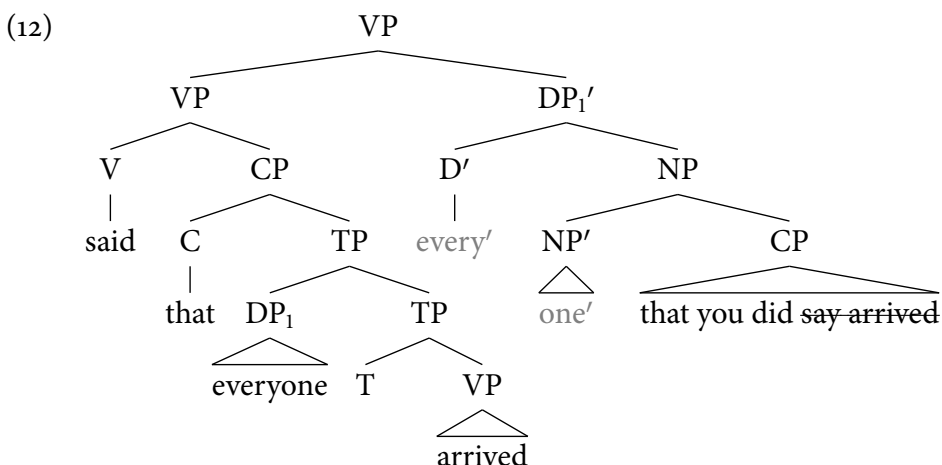 (12) VP
VP DP₁′
V CP D′ NP
said C TP every′ NP′ CP
that DP₁ TP one′ that you did ~~say arrived~~
everyone T VP
arrived